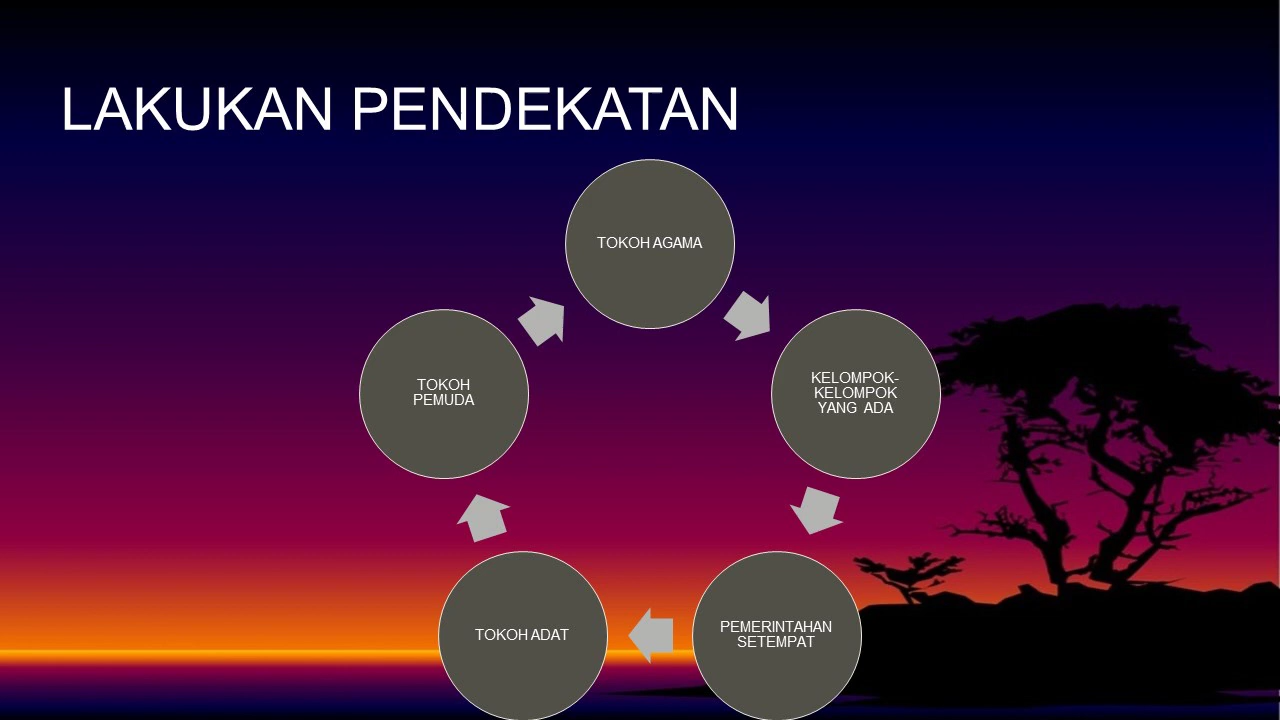 LAKUKAN PENDEKATAN
TOKOH AGAMA
KELOMPOK-
KELOMPOK
YANG ADA
PEMERINTAHAN
SETEMPAT
TOKOH ADAT
TOKOH
PEMUDA